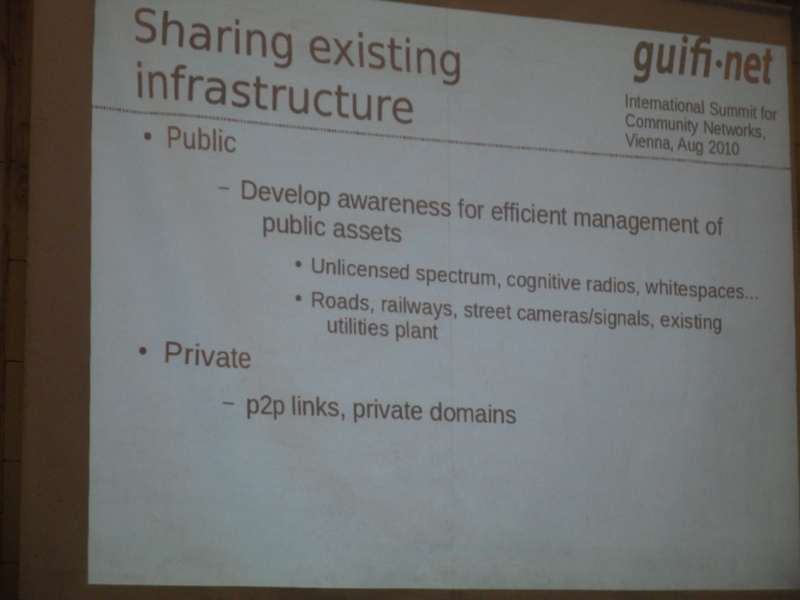 Sharing existing
infrastructure
guifi·net
International Summit for
Community Networks,
Vienna, Aug 2010
• Public
– Develop awareness for efficient management of
public assets
• Unlicensed spectrum, cognitive radios, whitespaces...
• Roads, railways, street cameras/signals, existing
utilities plant
• Private
– p2p links, private domains